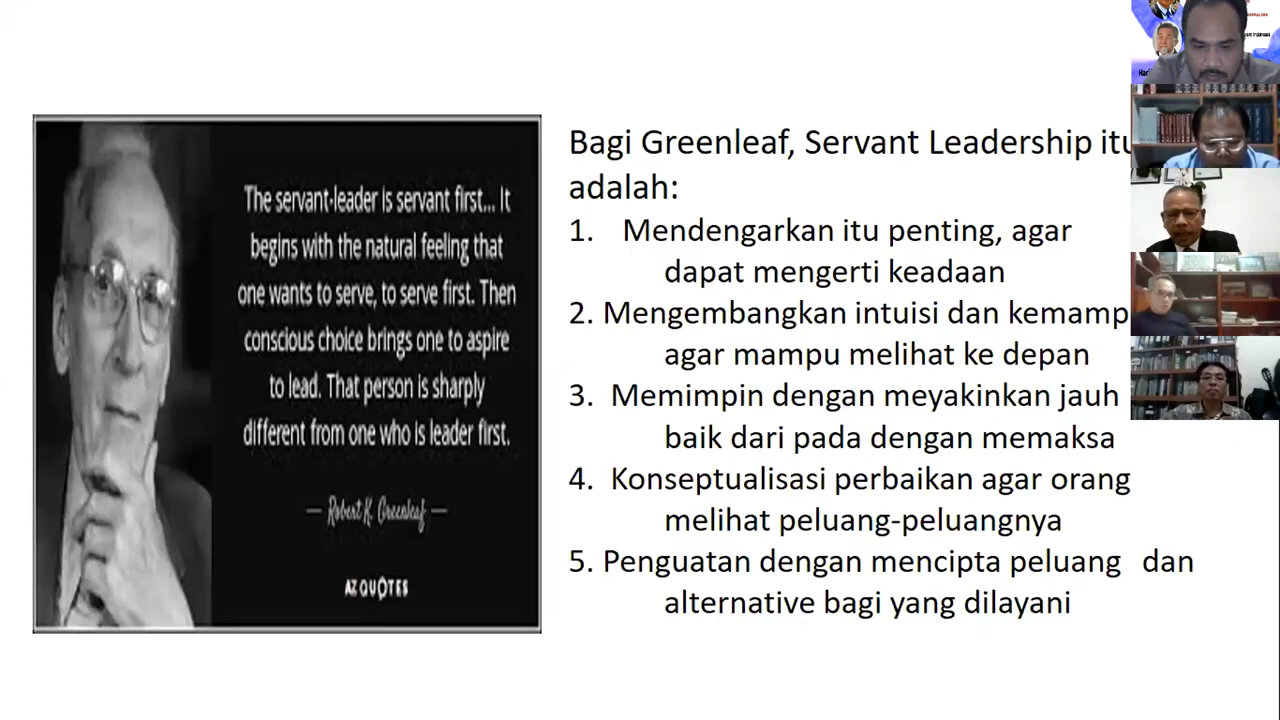 The servant-leader is servant first... It
begins with the natural feeling that
one wants to serve, to serve first. Then
conscious choice brings one to aspire
to lead. That person is sharply
different from one who is leader first.
— Robert K. Greenleaf —
AZ QUOTES
Bagi Greenleaf, Servant Leadership itu
adalah:
1. Mendengarkan itu penting, agar
dapat mengerti keadaan
2. Mengembangkan intuisi dan kemamp
agar mampu melihat ke depan
3. Memimpin dengan meyakinkan jauh
baik dari pada dengan memaksa
4. Konseptualisasi perbaikan agar orang
melihat peluang-peluangnya
5. Penguatan dengan mencipta peluang dan
alternative bagi yang dilayani